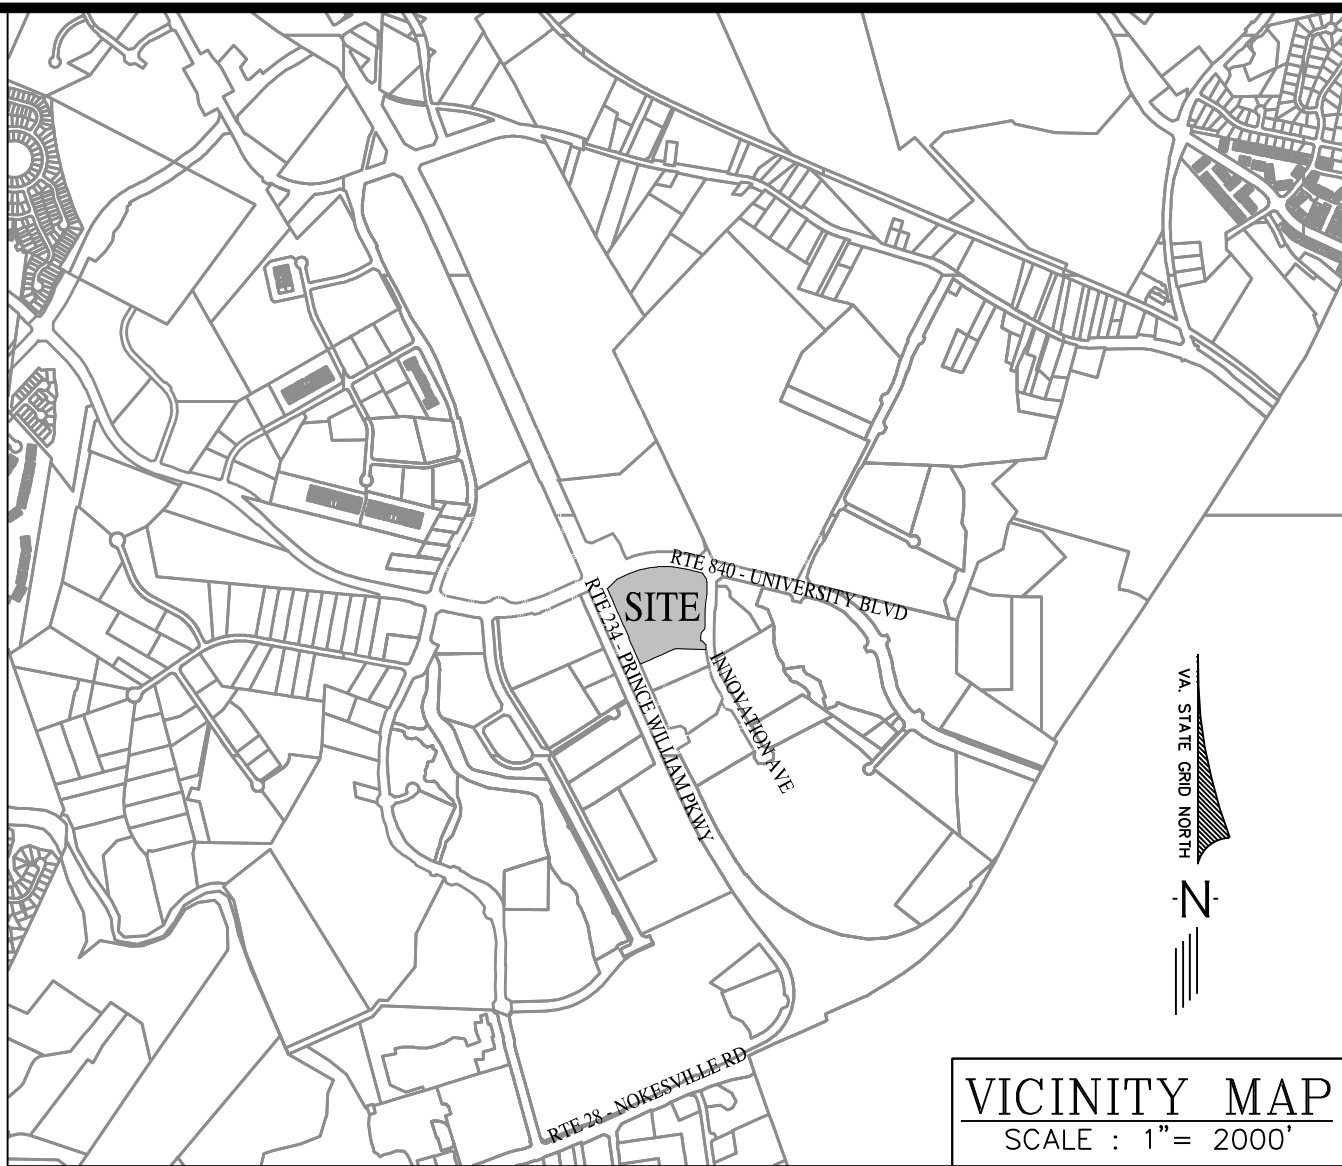 RTE 840 - UNIVERSITY BLVD
SITE
RTE 234 - PRINCE WILLIAM PKWY
INNOVATION AVE
VA. STATE GRID NORTH
-N-
RTE 28 - NOKESVILLE RD
VICINITY MAP
SCALE : 1"= 2000'